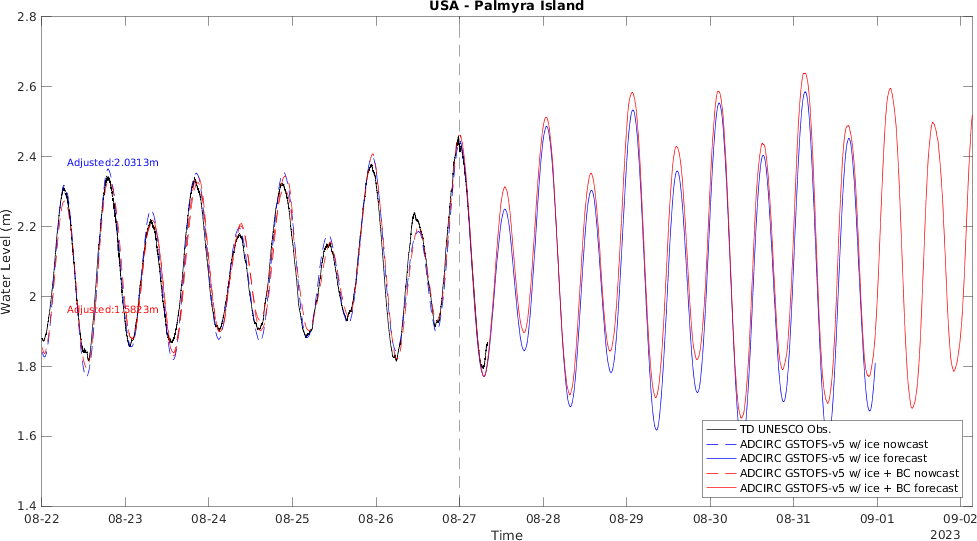 USA - Palmyra Island
2.8
2.6
2.4
2.2
2
1.8
1.6
1.4
Water Level (m)
Adjusted:2.0313m
Adjusted:1.5823m
TD UNESCO Obs.
ADCIRC GSTOFS-v5 w/ ice nowcast
ADCIRC GSTOFS-v5 w/ ice forecast
ADCIRC GSTOFS-v5 w/ ice + BC nowcast
ADCIRC GSTOFS-v5 w/ ice + BC forecast
08-22 08-23 08-24 08-25 08-26 08-27 08-28 08-29 08-30 08-31 09-01 09-02
Time
2023